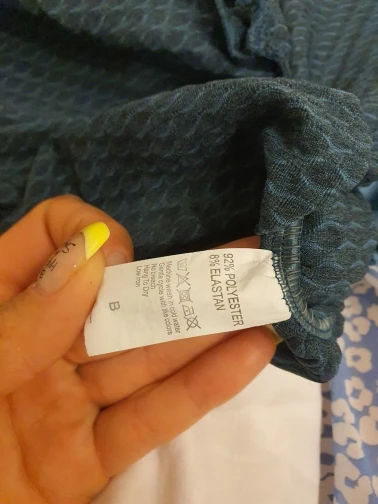 92% POLYESTER
8% ELASTAN
Machine wash in cold water
Gentle cycle with like colors
No bleach
Hang To Dry
Low iron
B